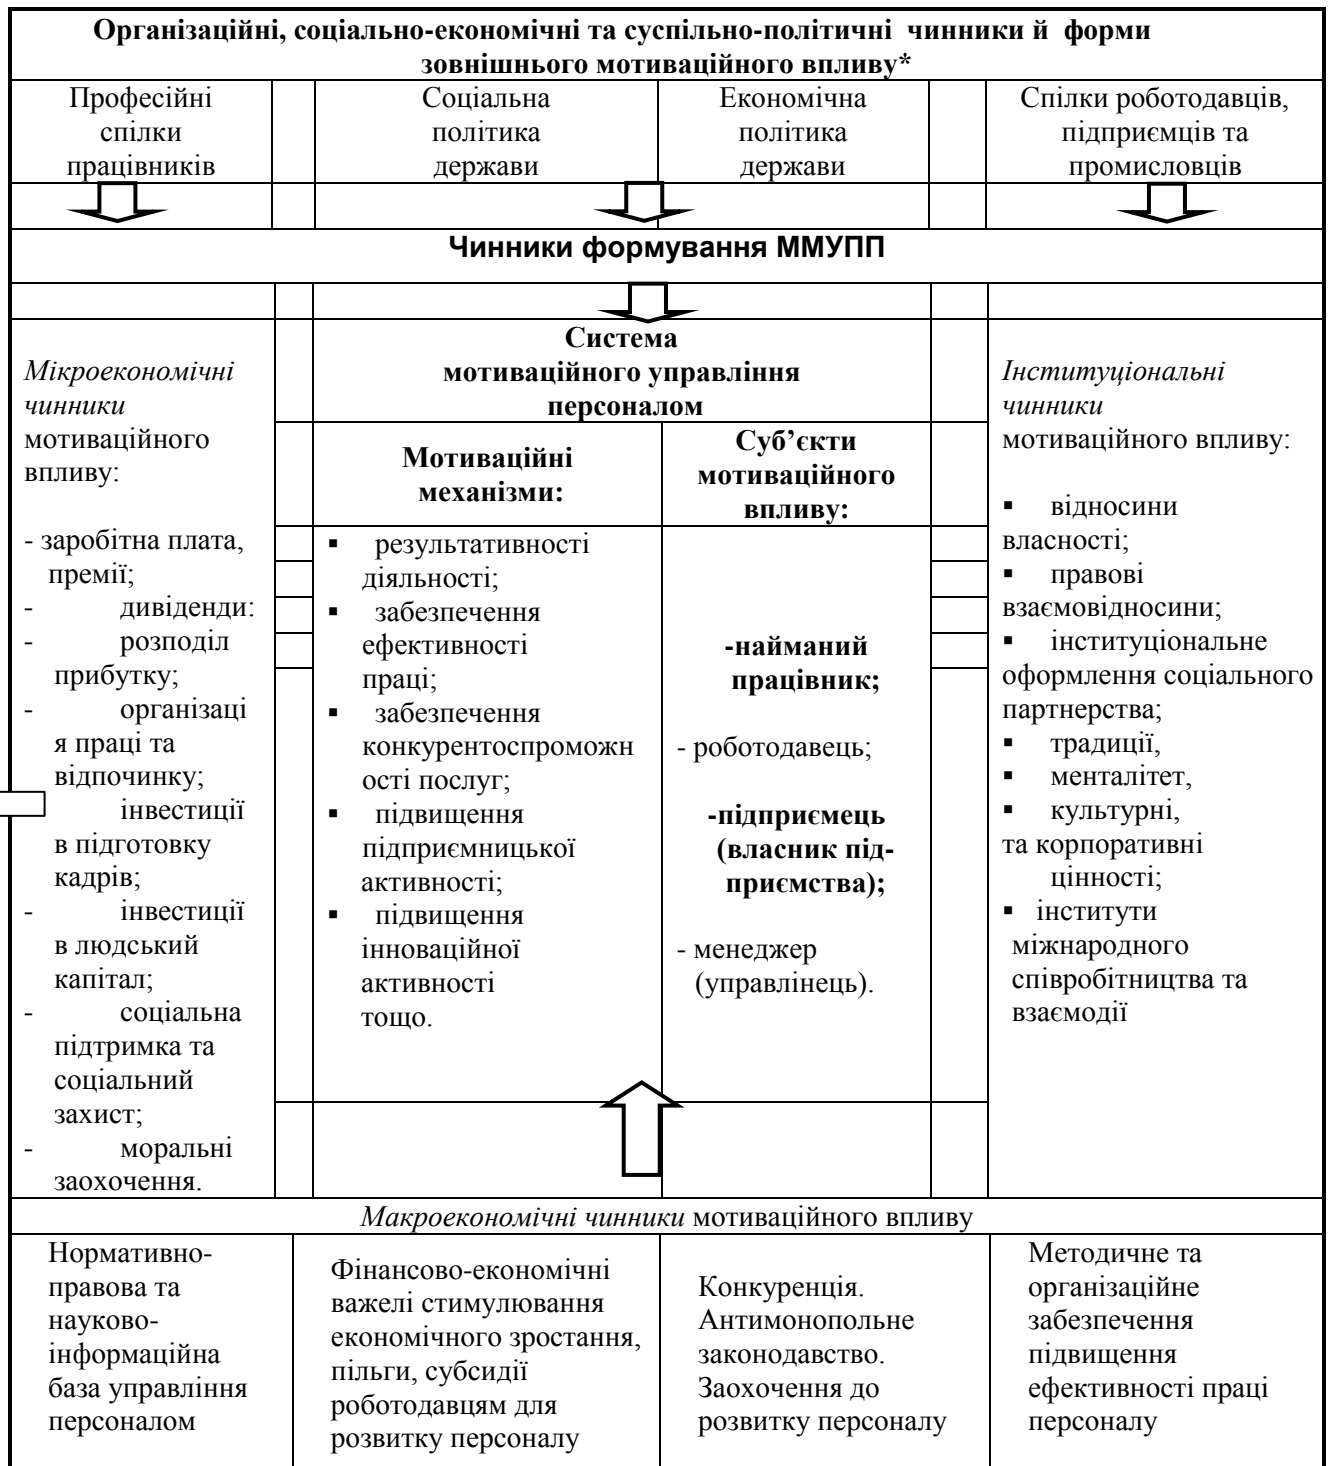 Організаційні, соціально-економічні та суспільно-політичні чинники й форми
зовнішнього мотиваційного впливу*
Професійні
спілки
працівників
Соціальна
політика
держави
Економічна
політика
держави
Спілки роботодавців,
підприємців та
промисловців
Чинники формування ММУПП
Мікроекономічні
чинники
мотиваційного
впливу:
- заробітна плата,
премії;
- дивіденди:
- розподіл
прибутку;
- організаці
я праці та
відпочинку;
інвестиції
в підготовку
кадрів;
- інвестиції
в людський
капітал;
- соціальна
підтримка та
соціальний
захист;
- моральні
заохочення.
Система
мотиваційного управління
персоналом
Мотиваційні
механізми:
▪ результативності
діяльності;
▪ забезпечення
ефективності
праці;
▪ забезпечення
конкурентоспроможн
ості послуг;
▪ підвищення
підприємницької
активності;
▪ підвищення
інноваційної
активності
тощо.
Суб’єкти
мотиваційного
впливу:
-найманий
працівник;
- роботодавець;
-підприємець
(власник під-
приємства);
- менеджер
(управлінець).
Інституціональні
чинники
мотиваційного впливу:
▪ відносини
власності;
▪ правові
взаємовідносини;
▪ інституціональне
оформлення соціального
партнерства;
▪ традиції,
▪ менталітет,
▪ культурні,
та корпоративні
цінності;
▪ інститути
міжнародного
співробітництва та
взаємодії
Макроекономічні чинники мотиваційного впливу
Нормативно-
правова та
науково-
інформаційна
база управління
персоналом
Фінансово-економічні
важелі стимулювання
економічного зростання,
пільги, субсидії
роботодавцям для
розвитку персоналу
Конкуренція.
Антимонопольне
законодавство.
Заохочення до
розвитку персоналу
Методичне та
організаційне
забезпечення
підвищення
ефективності праці
персоналу